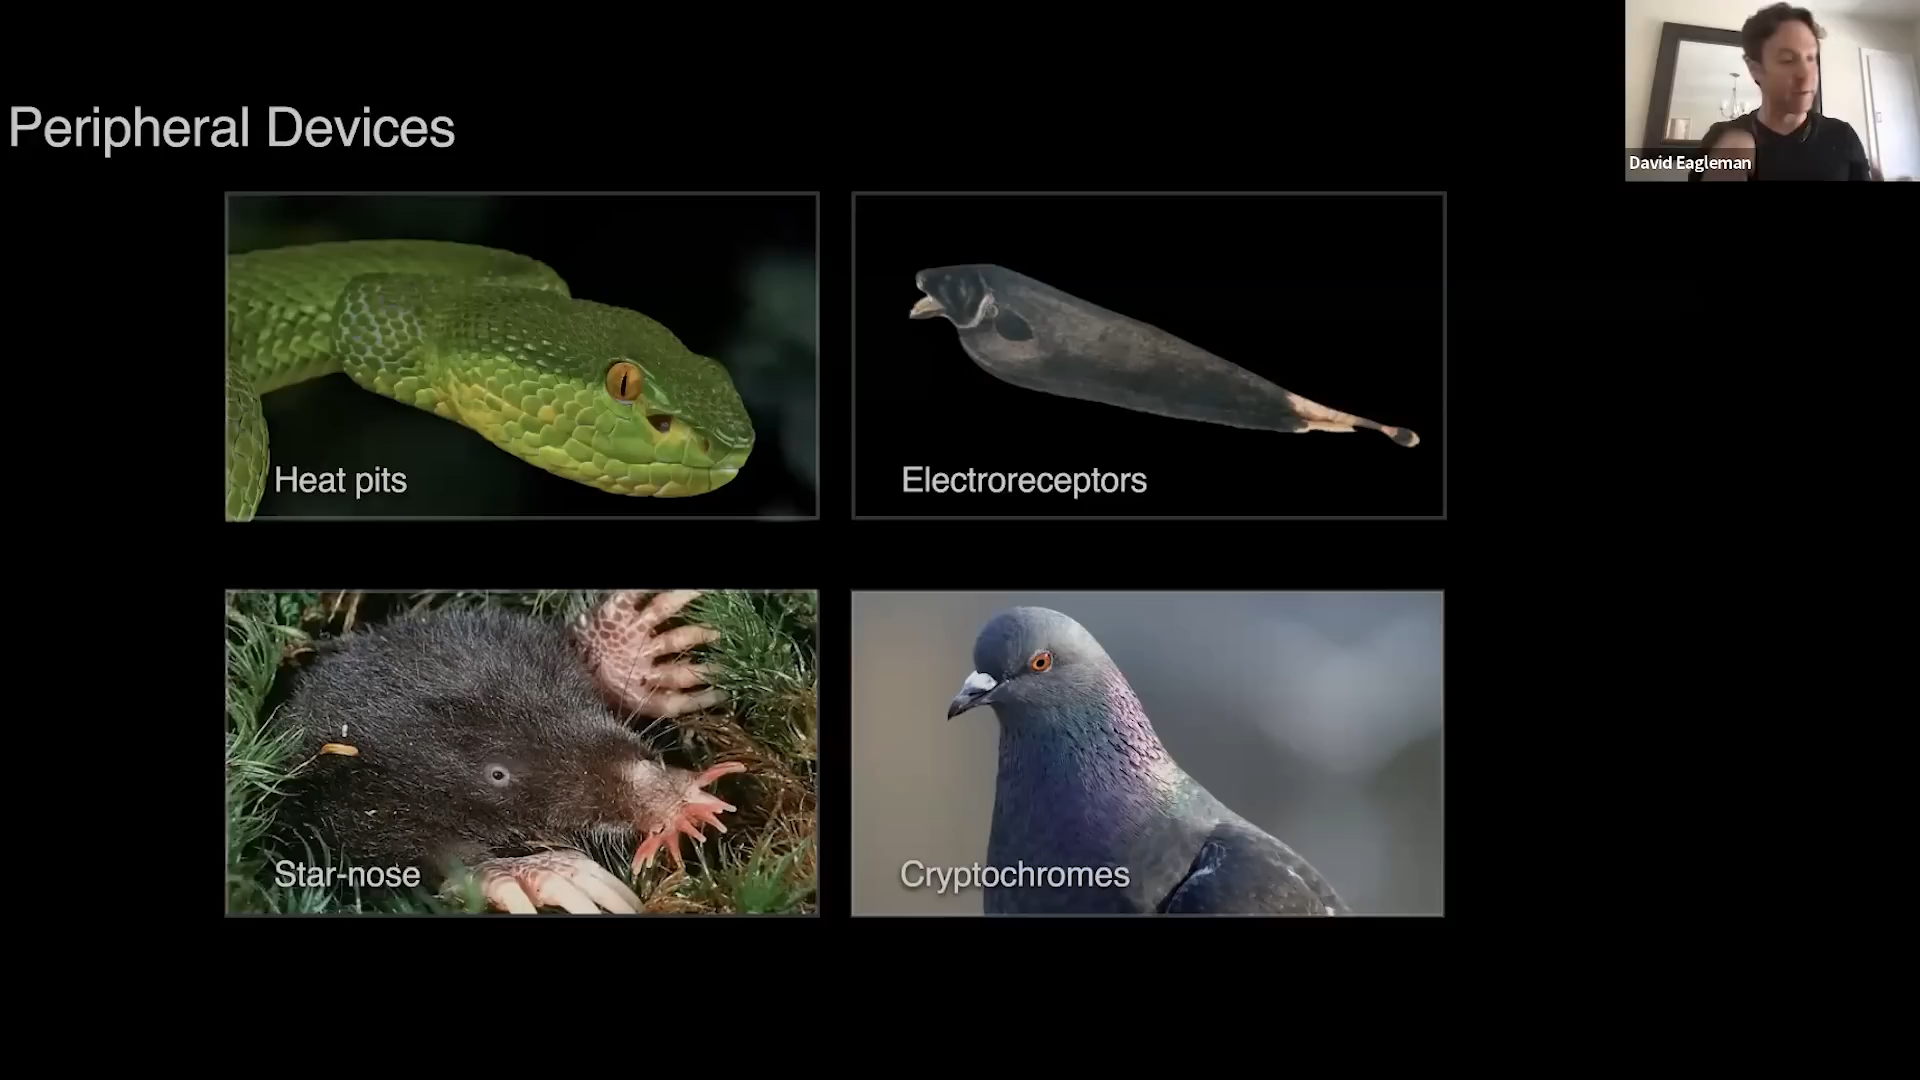 Peripheral Devices
David Eagleman
Heat pits
Electroreceptors
Star-nose
Cryptochromes